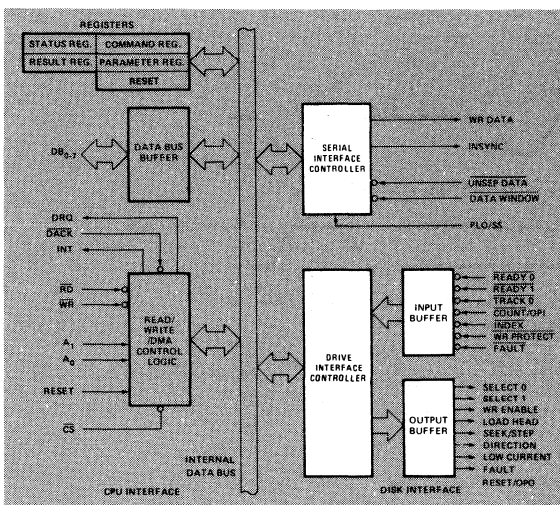 REGISTERS
STATUS REG. COMMAND REG.
RESULT REG. PARAMETER REG.
RESET
DB0-7
DATA BUS
BUFFER
DRQ
DACK
INT
RD
WR
A1
A0
RESET
CS
READ/
WRITE
/DMA
CONTROL
LOGIC
INTERNAL
DATA BUS
CPU INTERFACE
SERIAL
INTERFACE
CONTROLLER
WR DATA
INSYNC
UNSEP DATA
DATA WINDOW
PLO/SS
DRIVE
INTERFACE
CONTROLLER
INPUT
BUFFER
READY 0
READY 1
TRACK 0
COUNT/OPI
INDEX
WR PROTECT
FAULT
OUTPUT
BUFFER
SELECT 0
SELECT 1
WR ENABLE
LOAD HEAD
SEEK/STEP
DIRECTION
LOW CURRENT
FAULT
RESET/OPO
DISK INTERFACE